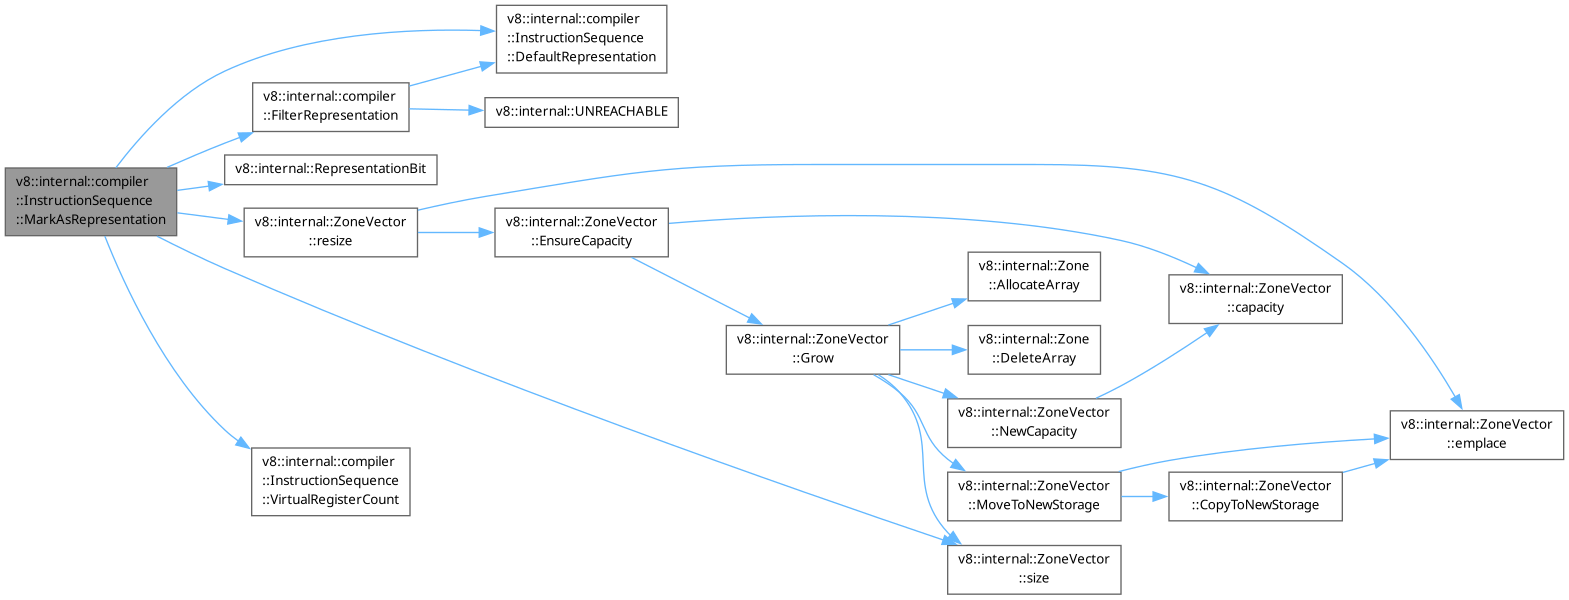 v8::internal::compiler
::InstructionSequence
::DefaultRepresentation
v8::internal::compiler
::FilterRepresentation
v8::internal::UNREACHABLE
v8::internal::RepresentationBit
v8::internal::compiler
::InstructionSequence
::MarkAsRepresentation
v8::internal::ZoneVector
::resize
v8::internal::ZoneVector
::EnsureCapacity
v8::internal::Zone
::AllocateArray
v8::internal::ZoneVector
::capacity
v8::internal::ZoneVector
::Grow
v8::internal::Zone
::DeleteArray
v8::internal::ZoneVector
::NewCapacity
v8::internal::ZoneVector
::emplace
v8::internal::compiler
::InstructionSequence
::VirtualRegisterCount
v8::internal::ZoneVector
::MoveToNewStorage
v8::internal::ZoneVector
::CopyToNewStorage
v8::internal::ZoneVector
::size